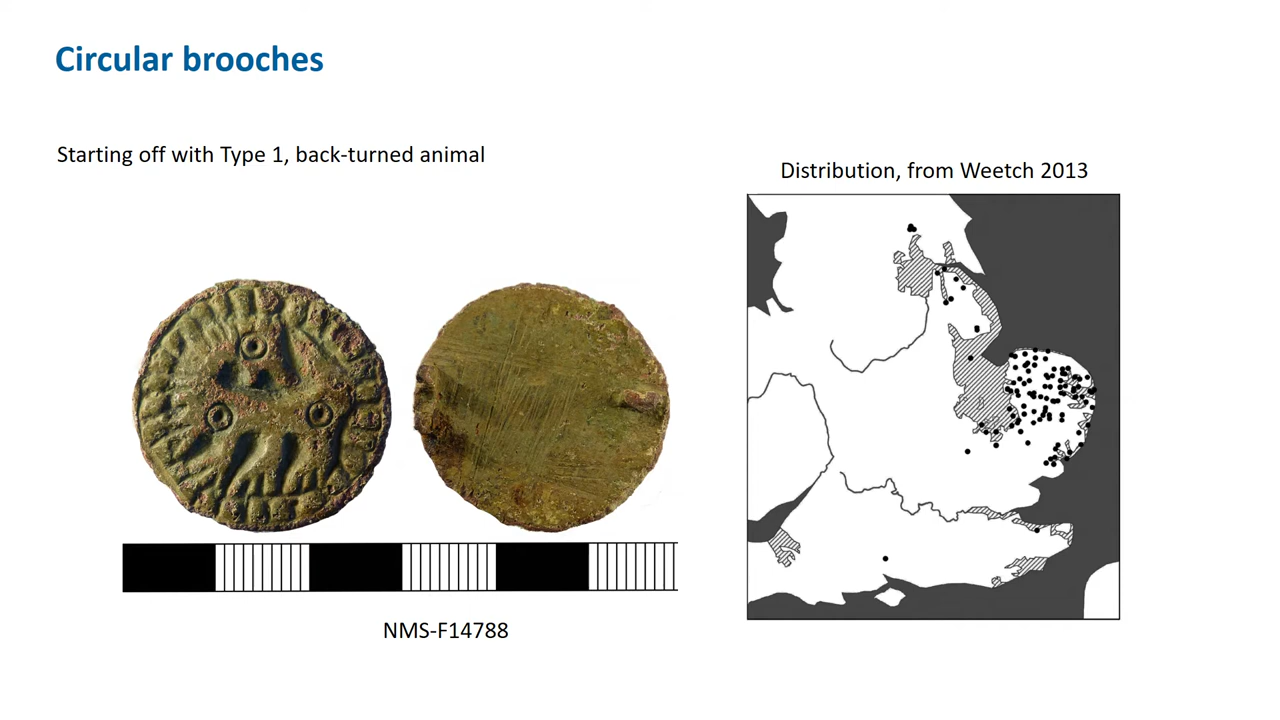 Circular brooches
Starting off with Type 1, back-turned animal
Distribution, from Weetch 2013
NMS-F14788